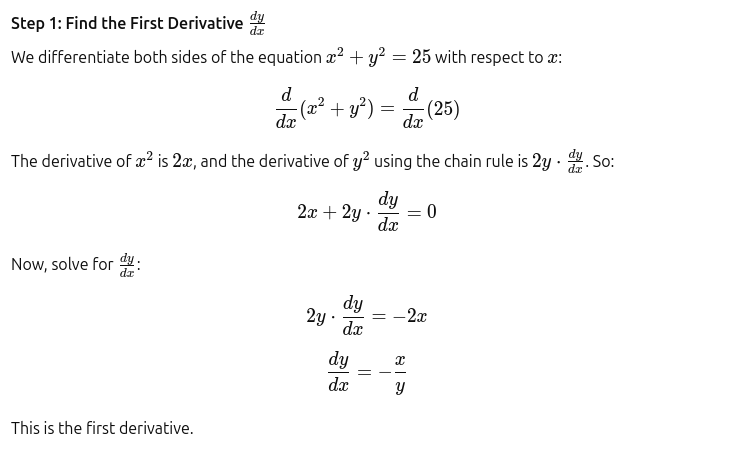 Step 1: Find the First Derivative $\frac{dy}{dx}$
We differentiate both sides of the equation $x^2 + y^2 = 25$ with respect to $x$:
$\frac{d}{dx}(x^2 + y^2) = \frac{d}{dx}(25)$
The derivative of $x^2$ is $2x$, and the derivative of $y^2$ using the chain rule is $2y \cdot \frac{dy}{dx}$. So:
$2x + 2y \cdot \frac{dy}{dx} = 0$
Now, solve for $\frac{dy}{dx}$:
$2y \cdot \frac{dy}{dx} = -2x$
$\frac{dy}{dx} = -\frac{x}{y}$
This is the first derivative.